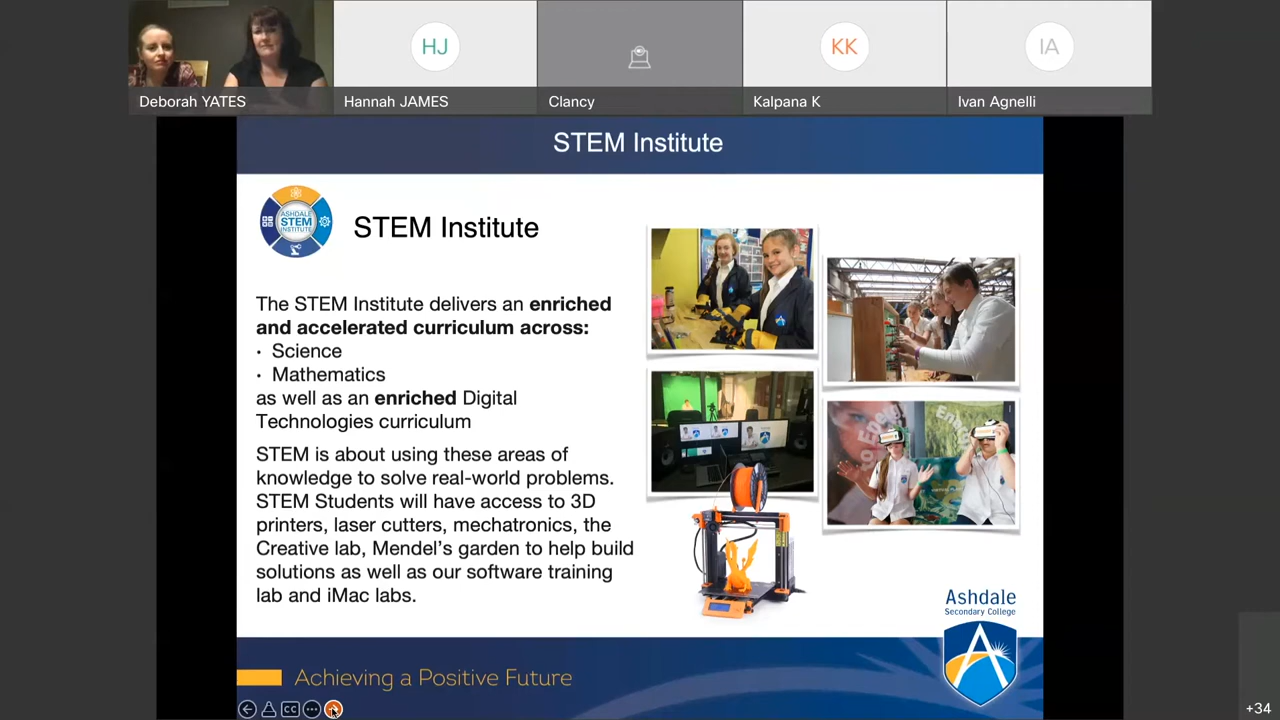 HJ
KK
IA
Deborah YATES
Hannah JAMES
Clancy
Kalpana K
Ivan Agnelli
STEM Institute
ASHDALE
STEM
INSTITUTE
STEM Institute
The STEM Institute delivers an enriched
and accelerated curriculum across:
· Science
· Mathematics
as well as an enriched Digital
Technologies curriculum
STEM is about using these areas of
knowledge to solve real-world problems.
STEM Students will have access to 3D
printers, laser cutters, mechatronics, the
Creative lab, Mendel's garden to help build
solutions as well as our software training
lab and iMac labs.
Ashdale
Secondary College
Achieving a Positive Future
CC
+34